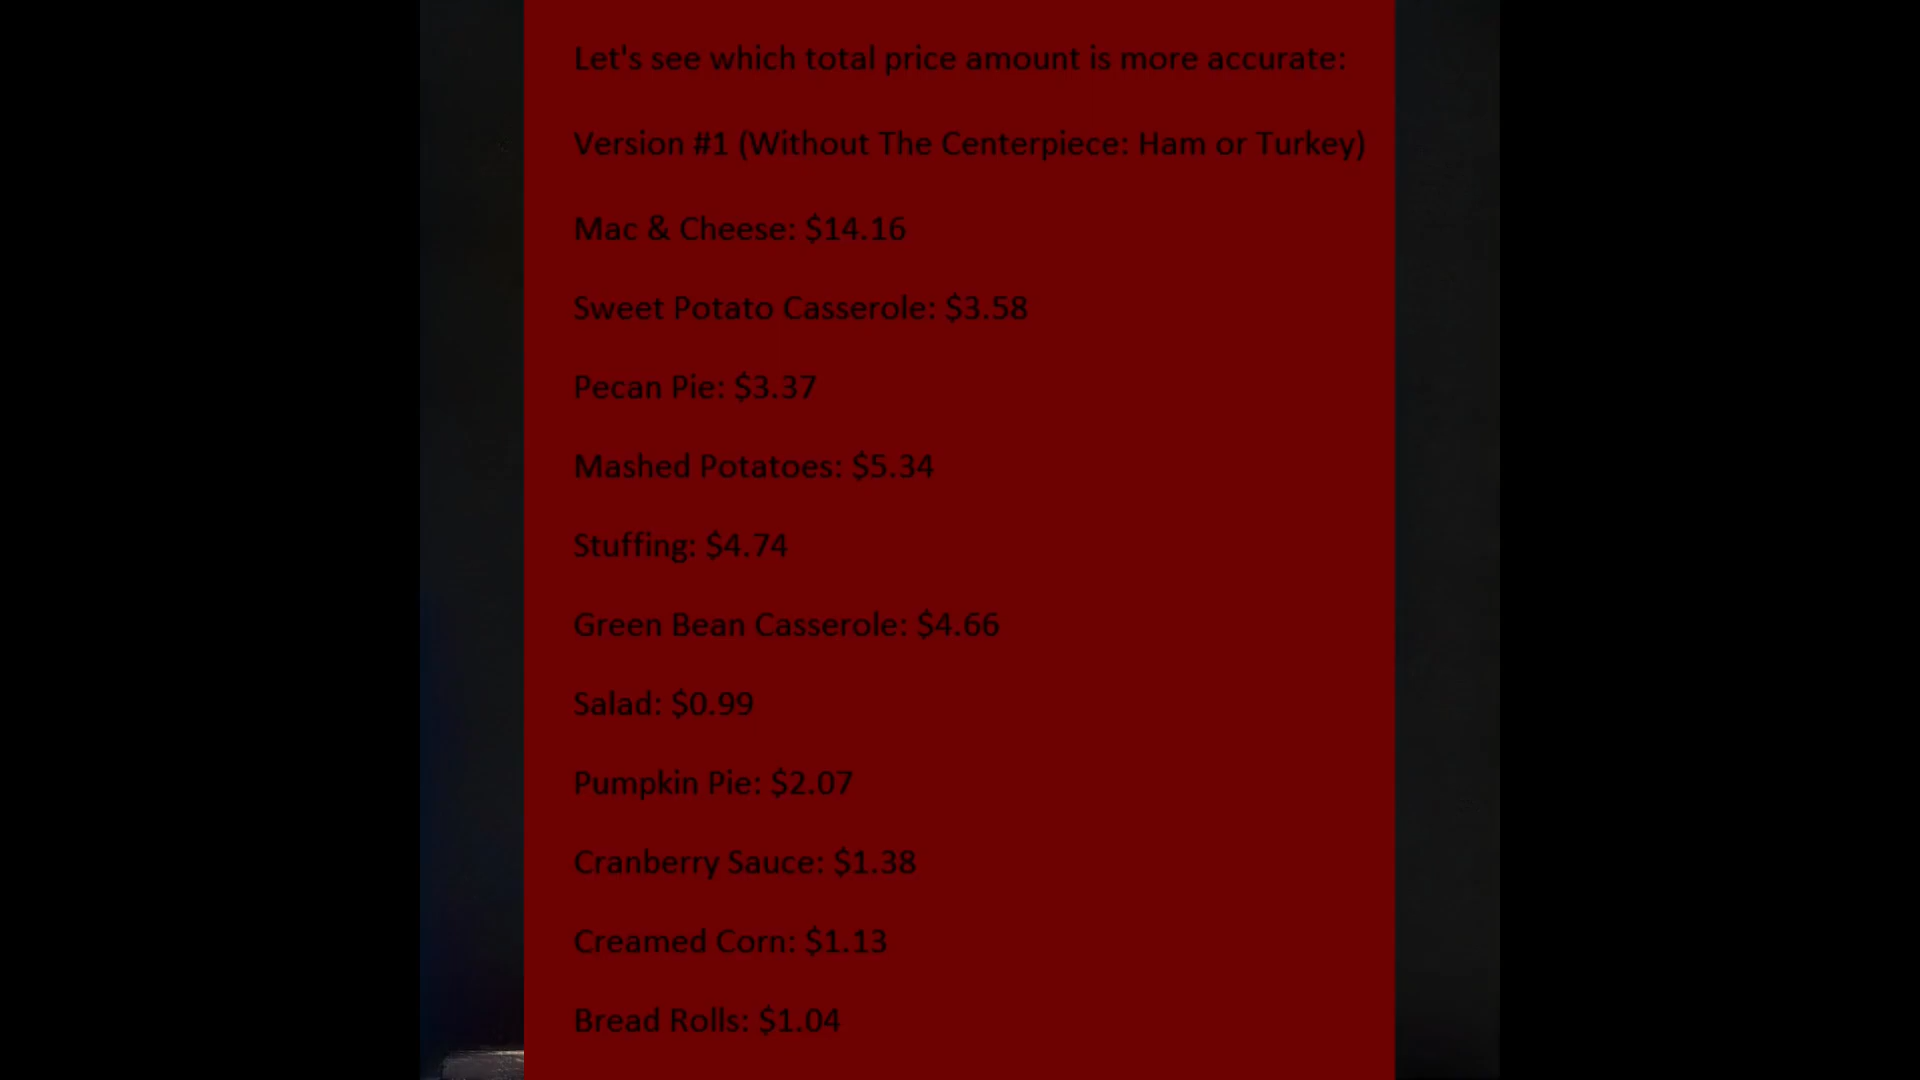 Let's see which total price amount is more accurate:
Version #1 (Without The Centerpiece: Ham or Turkey)
Mac & Cheese: $14.16
Sweet Potato Casserole: $3.58
Pecan Pie: $3.37
Mashed Potatoes: $5.34
Stuffing: $4.74
Green Bean Casserole: $4.66
Salad: $0.99
Pumpkin Pie: $2.07
Cranberry Sauce: $1.38
Creamed Corn: $1.13
Bread Rolls: $1.04